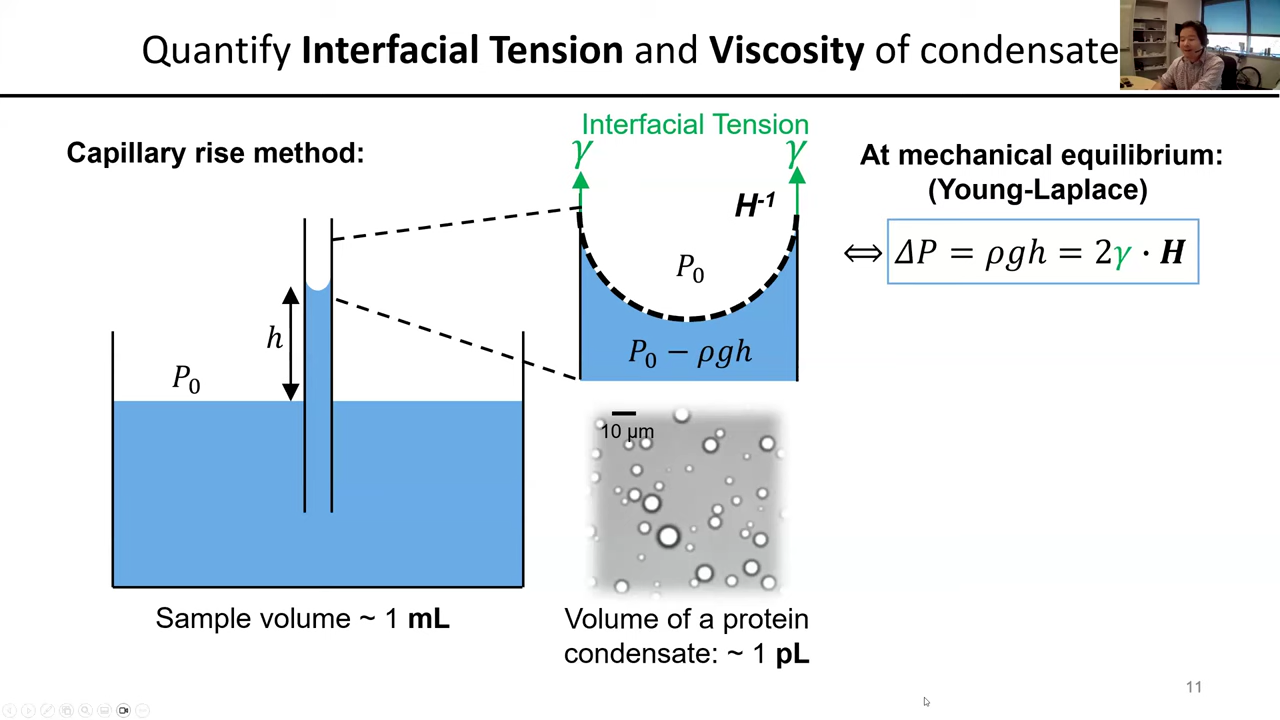 Quantify Interfacial Tension and Viscosity of condensate
Capillary rise method:
Interfacial Tension
γ
γ
H⁻¹
P₀
P₀ − ρgh
h
P₀
At mechanical equilibrium:
(Young-Laplace)
⇔ ΔP = ρgh = 2γ · H
10 μm
Sample volume ~ 1 mL
Volume of a protein
condensate: ~ 1 pL
11